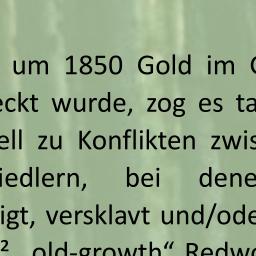 um 1850 Gold im
eckt wurde, zog es ta
ell zu Konflikten zwis
iedlern, bei dene
igt, versklavt und/ode
² „old-growth“ Redwo